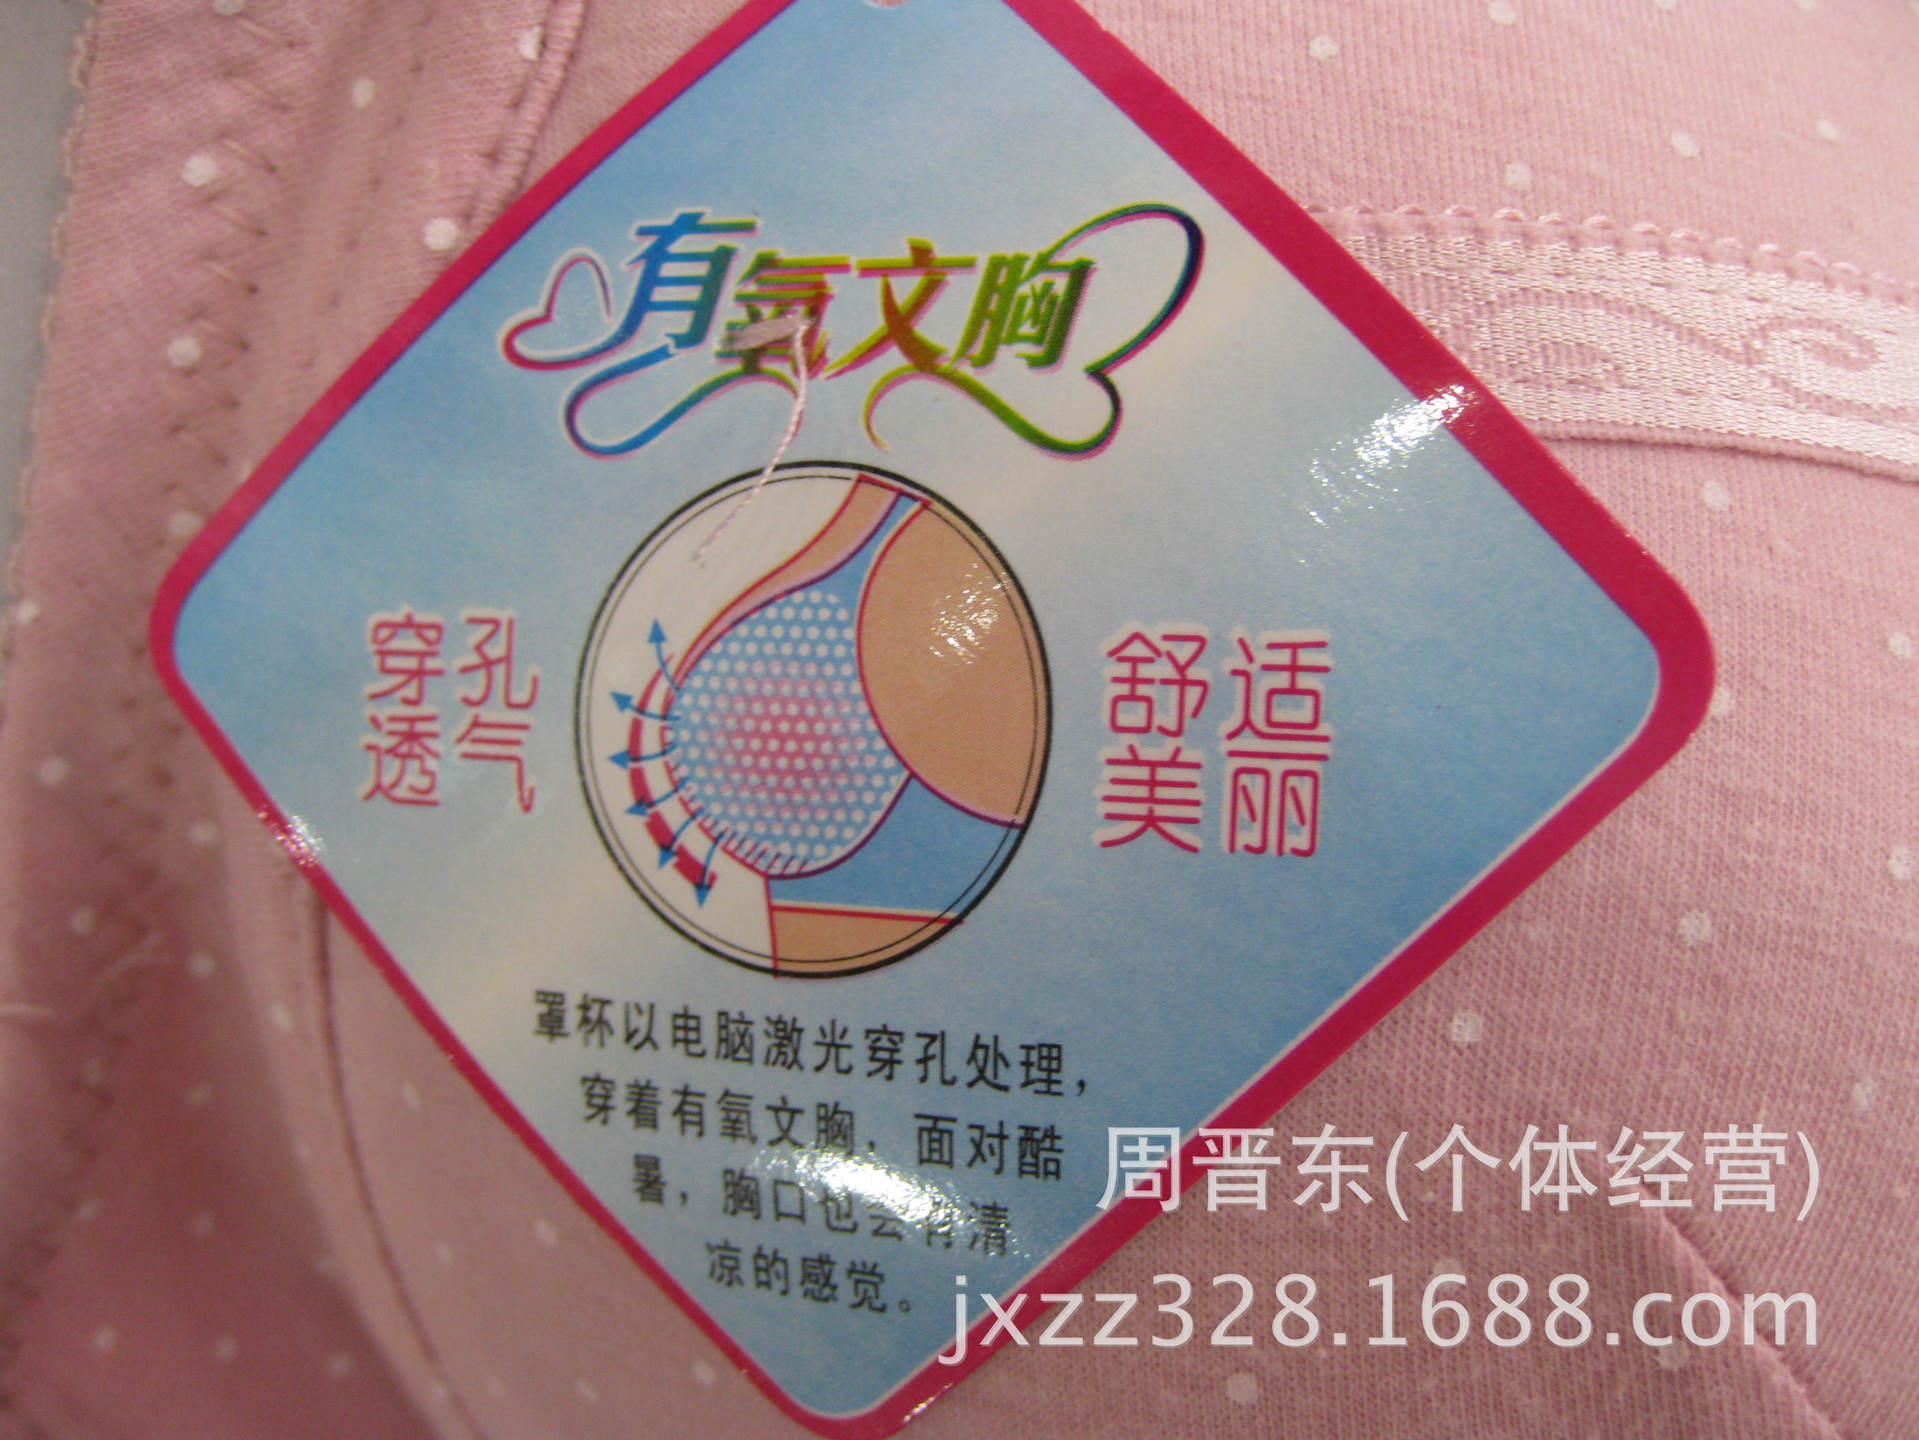 有氧文胸
穿孔
透气
舒适
美丽
罩杯以电脑激光穿孔处理，
穿着有氧文胸，面对酷
暑，胸口也会有清
凉的感觉。
周晋东(个体经营)
jxzz328.1688.com